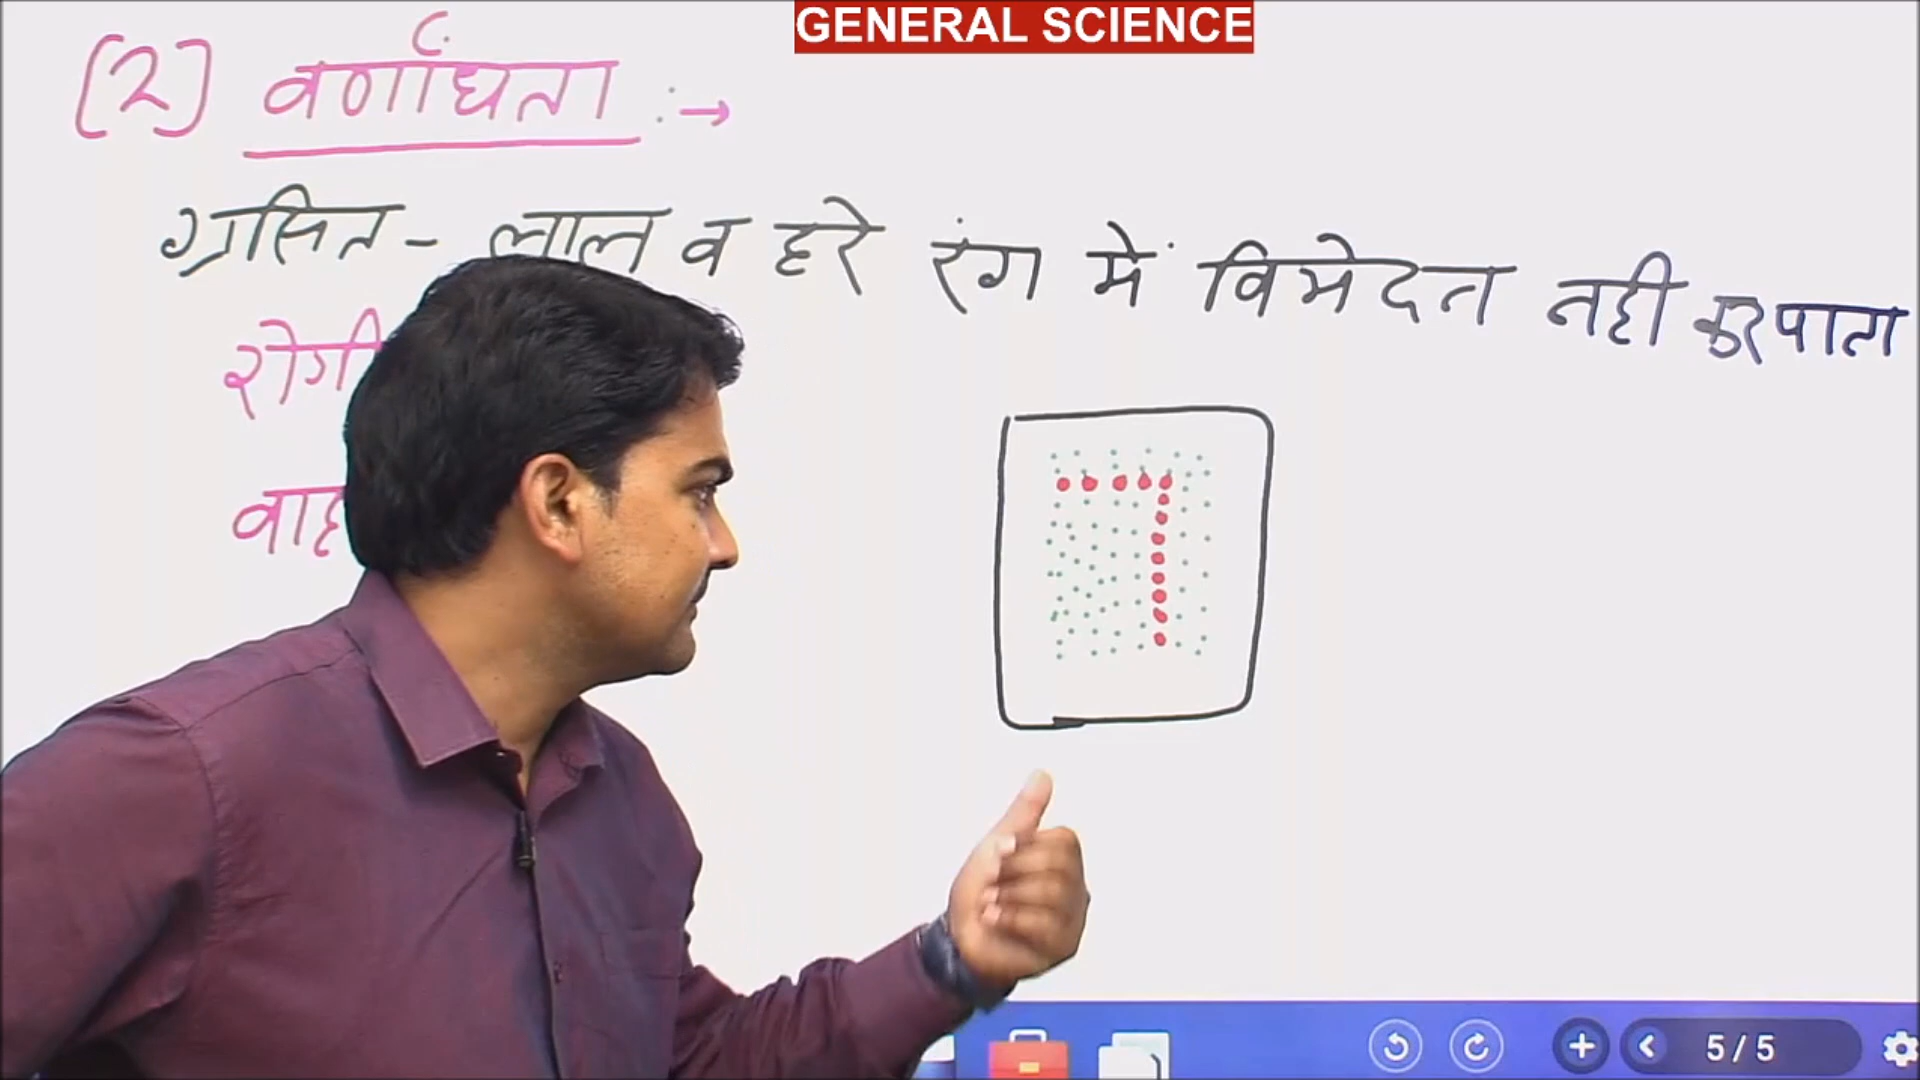 GENERAL SCIENCE
(2) वर्णांधता :→
ग्रसित - लाल व हरे रंग में विभेदन नही कर पाता
रोगी
5/5